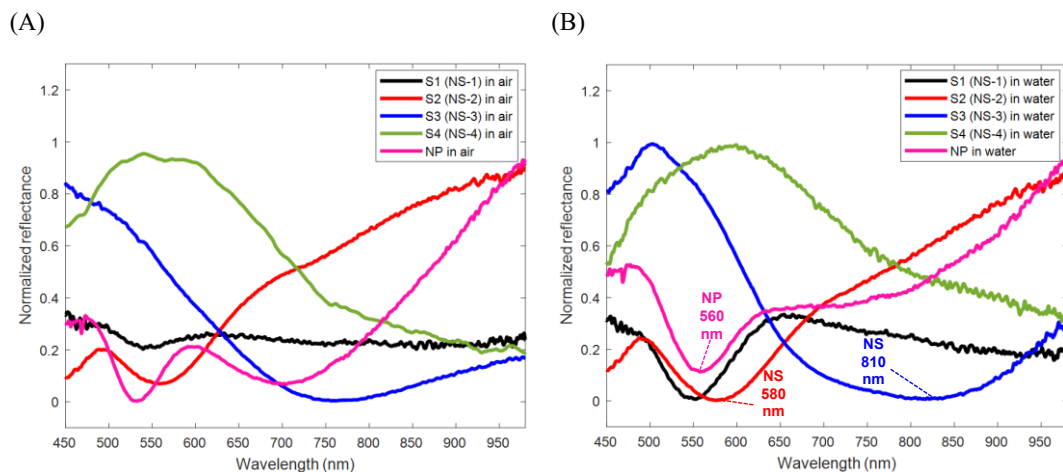 (A)
(B)
S1 (NS-1) in air
S2 (NS-2) in air
S3 (NS-3) in air
S4 (NS-4) in air
NP in air
1.2
1
0.8
0.6
0.4
0.2
0
Normalized reflectance
450 500 550 600 650 700 750 800 850 900 950
Wavelength (nm)
S1 (NS-1) in water
S2 (NS-2) in water
S3 (NS-3) in water
S4 (NS-4) in water
NP in water
1.2
1
0.8
0.6
0.4
0.2
0
Normalized reflectance
NP
560
nm
NS
580
nm
NS
810
nm
450 500 550 600 650 700 750 800 850 900 950
Wavelength (nm)